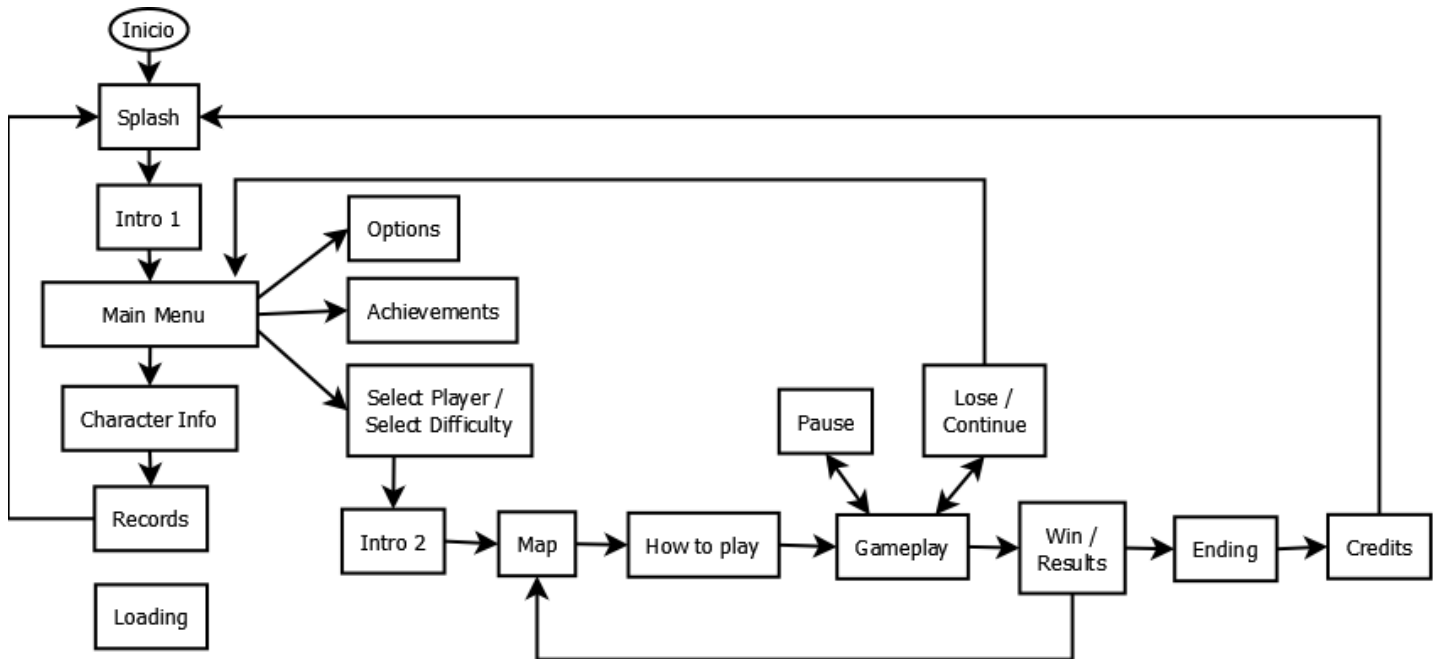 Inicio
Splash
Intro 1
Options
Main Menu
Achievements
Character Info
Select Player /
Select Difficulty
Pause
Lose /
Continue
Records
Intro 2
Map
How to play
Gameplay
Win /
Results
Ending
Credits
Loading